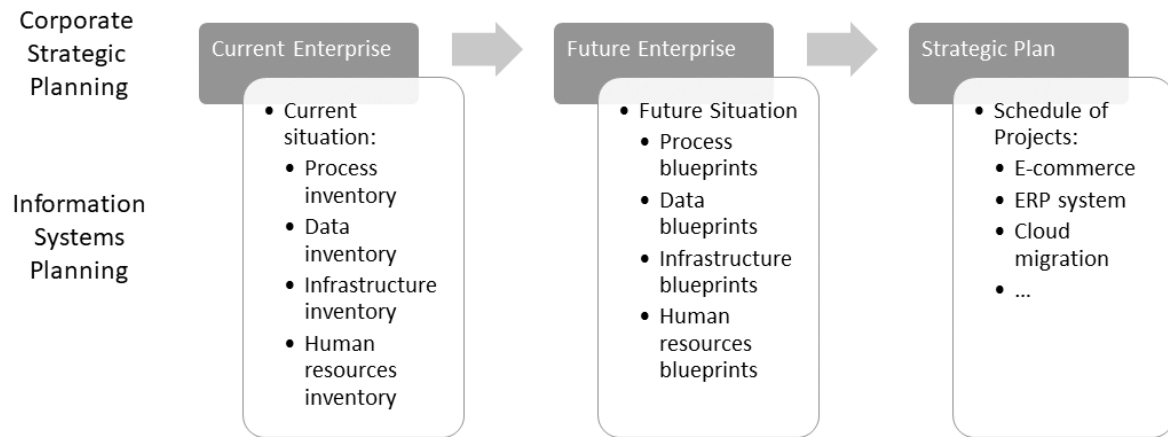 Corporate
Strategic
Planning
Current Enterprise
Future Enterprise
Strategic Plan
Information
Systems
Planning
• Current
situation:
• Process
inventory
• Data
inventory
• Infrastructure
inventory
• Human
resources
inventory
• Future Situation
• Process
blueprints
• Data
blueprints
• Infrastructure
blueprints
• Human
resources
blueprints
• Schedule of
Projects:
• E-commerce
• ERP system
• Cloud
migration
• ...